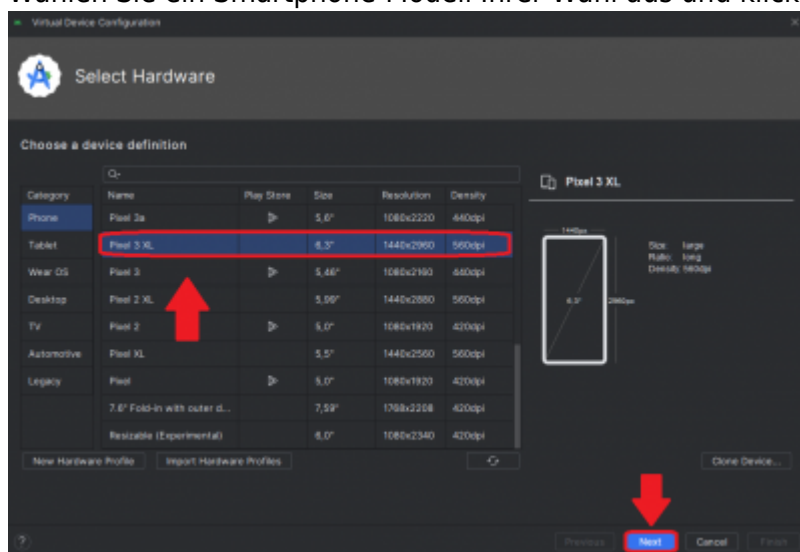 Wählen Sie ein Smartphone-Modell Ihrer Wahl aus und klick
Virtual Device Configuration
Select Hardware
Choose a device definition
Category Name Play Store Size Resolution Density
Phone Pixel 3a 5,6" 1080x2220 440dpi
Tablet Pixel 3 XL 6,3" 1440x2960 560dpi
Wear OS Pixel 3 5,46" 1080x2160 440dpi
Desktop Pixel 2 XL 5,99" 1440x2880 560dpi
TV Pixel 2 5,0" 1080x1920 420dpi
Automotive Pixel XL 5,5" 1440x2560 560dpi
Legacy Pixel 5,0" 1080x1920 420dpi
7.6" Fold-in with outer d... 7,59" 1768x2208 420dpi
Resizable (Experimental) 6,0" 1080x2340 420dpi
New Hardware Profile Import Hardware Profiles
Pixel 3 XL
1440px
6,3" 2960px
Size: large
Ratio: long
Density: 560dpi
Clone Device...
? Previous Next Cancel Finish